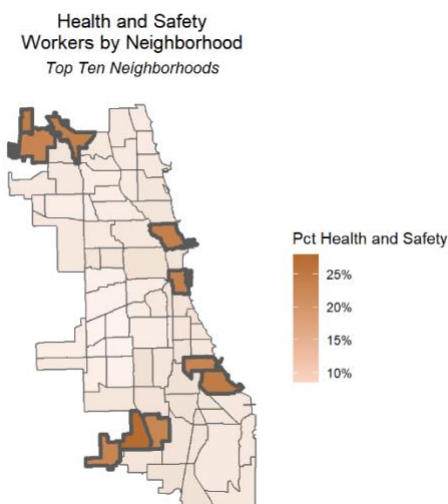 Health and Safety
Workers by Neighborhood
Top Ten Neighborhoods
Pct Health and Safety
25%
20%
15%
10%